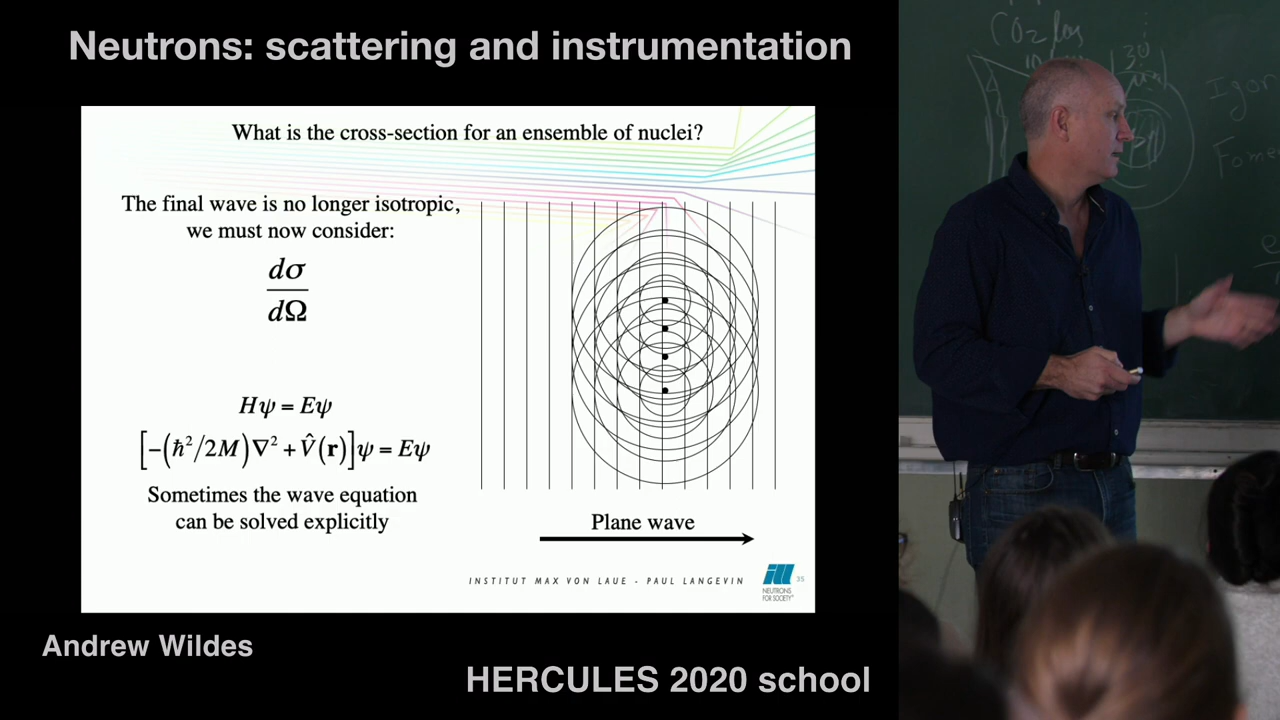 Neutrons: scattering and instrumentation
What is the cross-section for an ensemble of nuclei?
The final wave is no longer isotropic,
we must now consider:
dσ
dΩ
Hψ = Eψ
[-(ħ²/2M)∇² + V̂(r)]ψ = Eψ
Sometimes the wave equation
can be solved explicitly
Plane wave
INSTITUT MAX VON LAUE - PAUL LANGEVIN
ill
NEUTRONS
FOR SOCIETY
35
Andrew Wildes
HERCULES 2020 school
CO₂
30
Igor